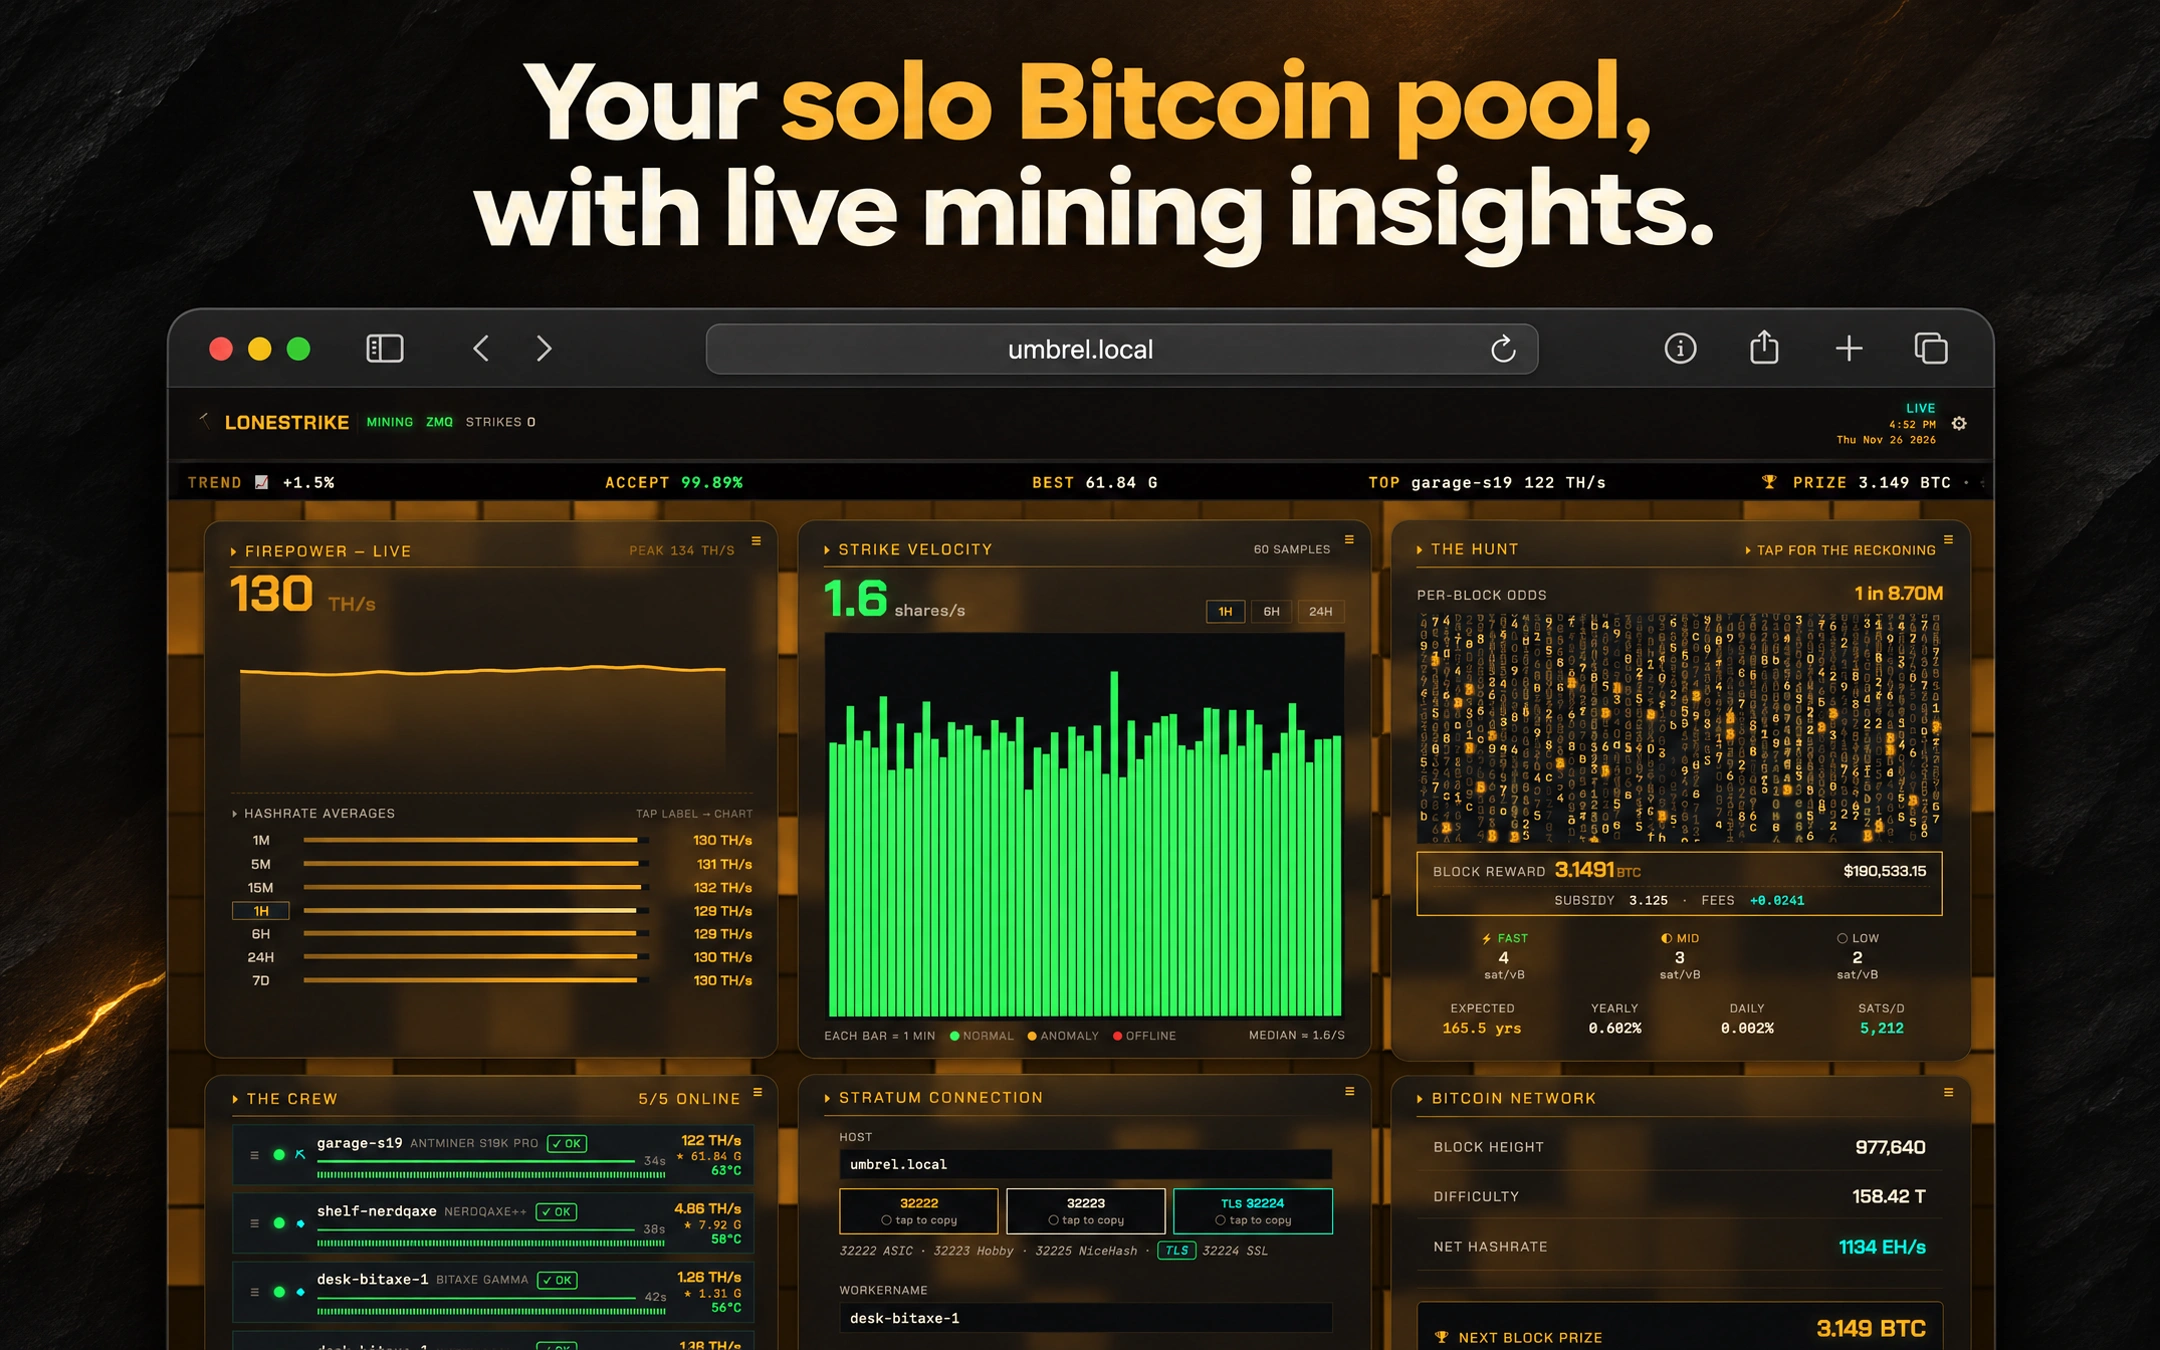 Your solo Bitcoin pool,
with live mining insights.
umbrel.local
LONESTRIKE MINING ZMQ STRIKES 0
LIVE
4:52 PM
Thu Nov 26 2026
TREND +1.5% ACCEPT 99.89% BEST 61.84 G TOP garage-s19 122 TH/s PRIZE 3.149 BTC ·
FIREPOWER – LIVE PEAK 134 TH/S
130 TH/s
HASHRATE AVERAGES TAP LABEL → CHART
1M 130 TH/s
5M 131 TH/s
15M 132 TH/s
1H 129 TH/s
6H 129 TH/s
24H 130 TH/s
7D 130 TH/s
STRIKE VELOCITY 60 SAMPLES
1.6 shares/s 1H 6H 24H
EACH BAR = 1 MIN NORMAL ANOMALY OFFLINE MEDIAN ≈ 1.6/S
THE HUNT TAP FOR THE RECKONING
PER-BLOCK ODDS 1 in 8.70M
BLOCK REWARD 3.1491 BTC $190,533.15
SUBSIDY 3.125 · FEES +0.0241
FAST MID LOW
4 3 2
sat/vB sat/vB sat/vB
EXPECTED YEARLY DAILY SATS/D
165.5 yrs 0.602% 0.002% 5,212
THE CREW 5/5 ONLINE
garage-s19 ANTMINER S19K PRO ✓ OK 122 TH/s
34s ★ 61.84 G
63°C
shelf-nerdqaxe NERDQAXE++ ✓ OK 4.86 TH/s
38s ★ 7.92 G
58°C
desk-bitaxe-1 BITAXE GAMMA ✓ OK 1.26 TH/s
42s ★ 1.31 G
56°C
STRATUM CONNECTION
HOST
umbrel.local
32222 32223 TLS 32224
tap to copy tap to copy tap to copy
32222 ASIC · 32223 Hobby · 32225 NiceHash · TLS 32224 SSL
WORKERNAME
desk-bitaxe-1
BITCOIN NETWORK
BLOCK HEIGHT 977,640
DIFFICULTY 158.42 T
NET HASHRATE 1134 EH/s
NEXT BLOCK PRIZE 3.149 BTC